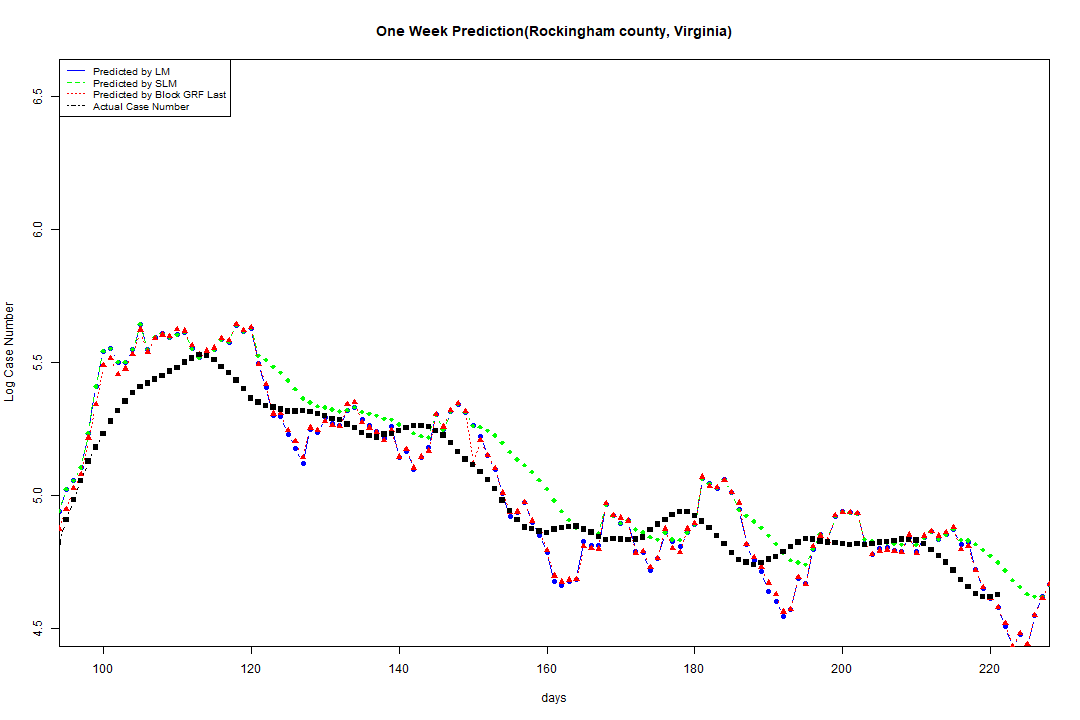 One Week Prediction(Rockingham county, Virginia)
Predicted by LM
Predicted by SLM
Predicted by Block GRF Last
Actual Case Number
6.5
6.0
5.5
5.0
4.5
Log Case Number
100 120 140 160 180 200 220
days